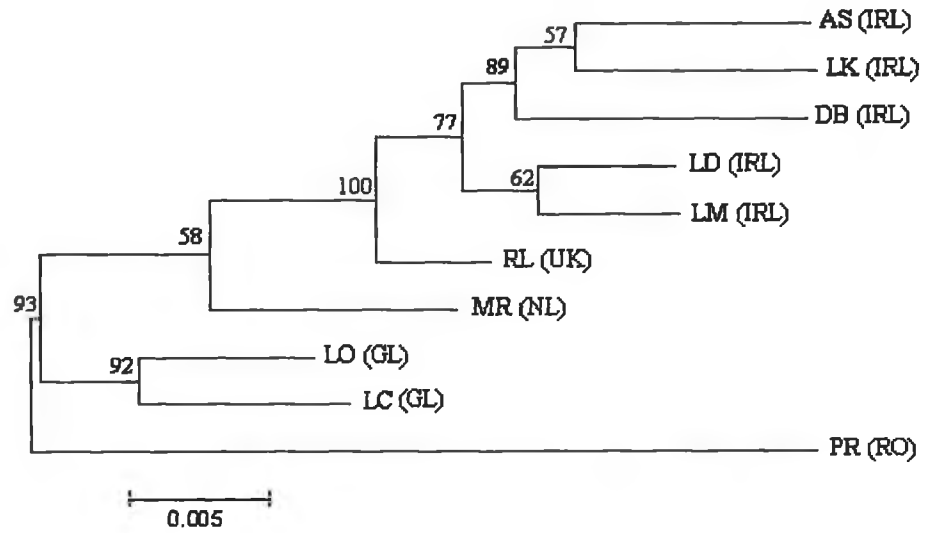 AS (IRL)
57
LK (IRL)
89
DB (IRL)
77
LD (IRL)
62
100
LM (IRL)
58
RL (UK)
93
MR (NL)
LO (GL)
92
LC (GL)
PR (RO)
0.005